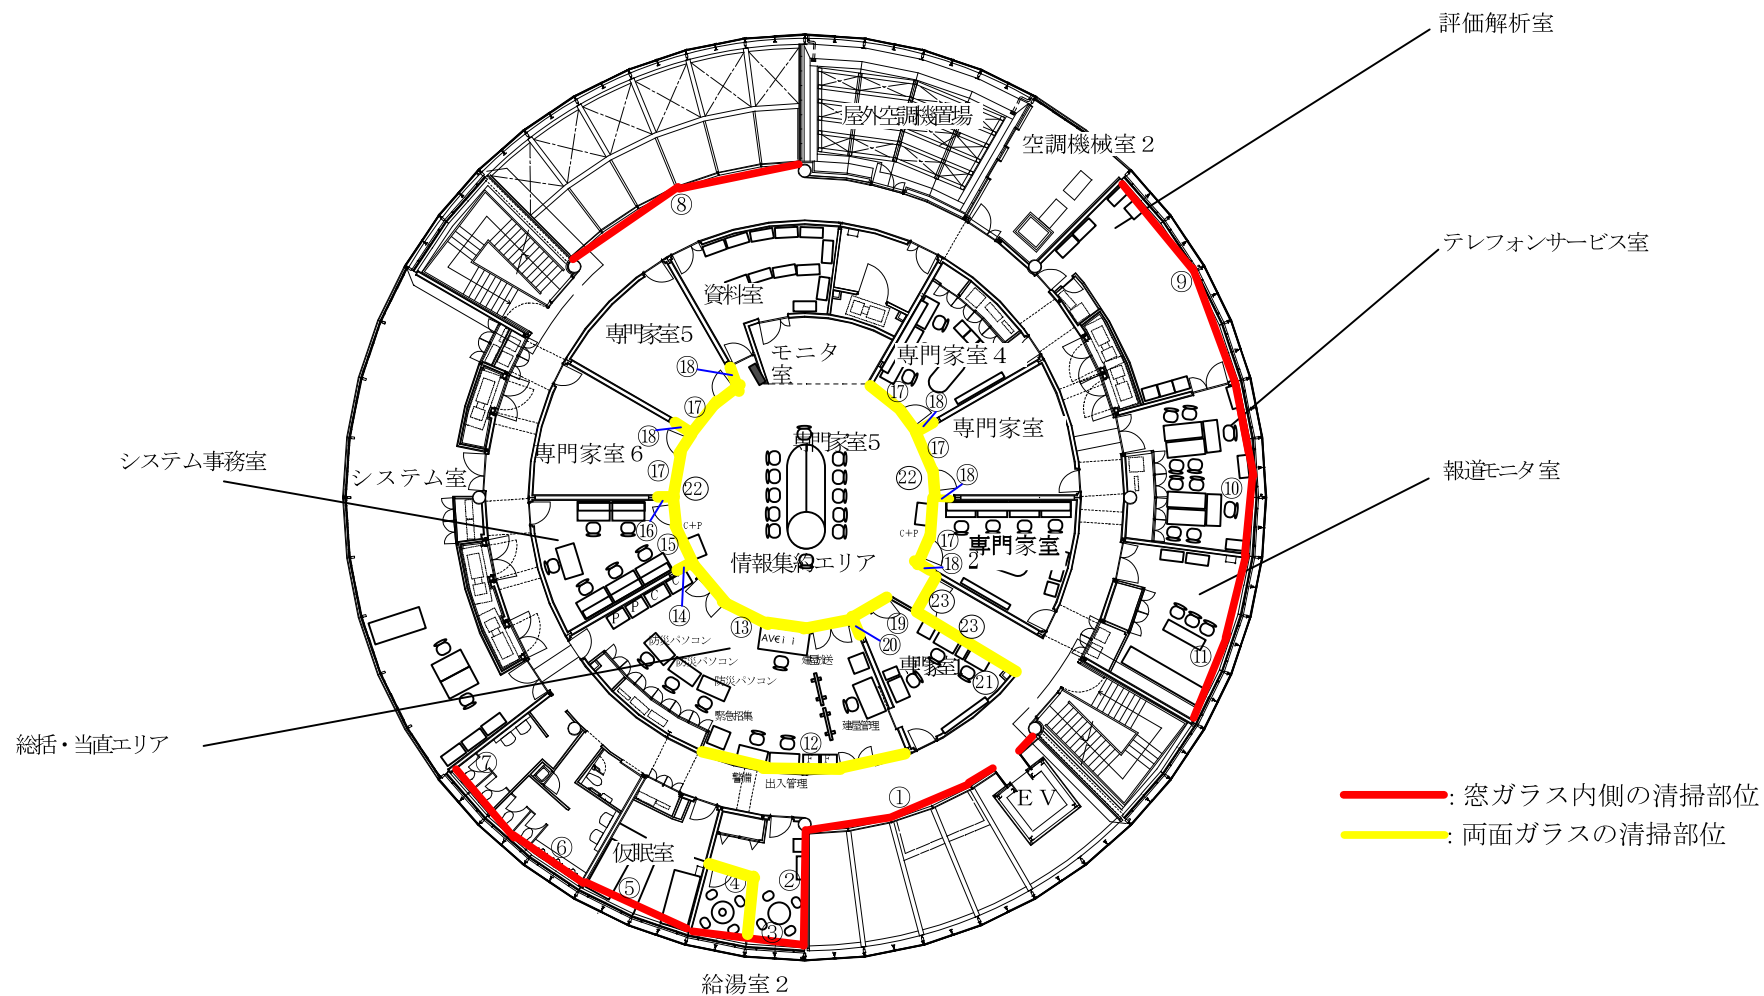 評価解析室
屋外空調機置場
空調機械室２
⑧
テレフォンサービス室
⑨
資料室
専門家室5
モニタ
室
専門家室４
⑱
⑰
⑰
⑱
⑱
専門家室
専門家室5
⑰
専門家室６
システム事務室
システム室
⑰
㉒
㉒
⑱
報道モニタ室
⑩
⑯
C+P
C+P
⑮
⑰
専門家室
2
⑱
情報集約エリア
C
C
P
P
⑭
⑬
AVEi i
⑲
⑳
㉓
㉓
防災パソコン
防災パソコン
防災パソコン
専門家室1
㉑
⑪
緊急招集
建屋管理
⑫
F
F
警備
出入管理
総括・当直エリア
⑦
①
ＥＶ
：窓ガラス内側の清掃部位
：両面ガラスの清掃部位
⑥
仮眠室
⑤
④
②
③
給湯室２